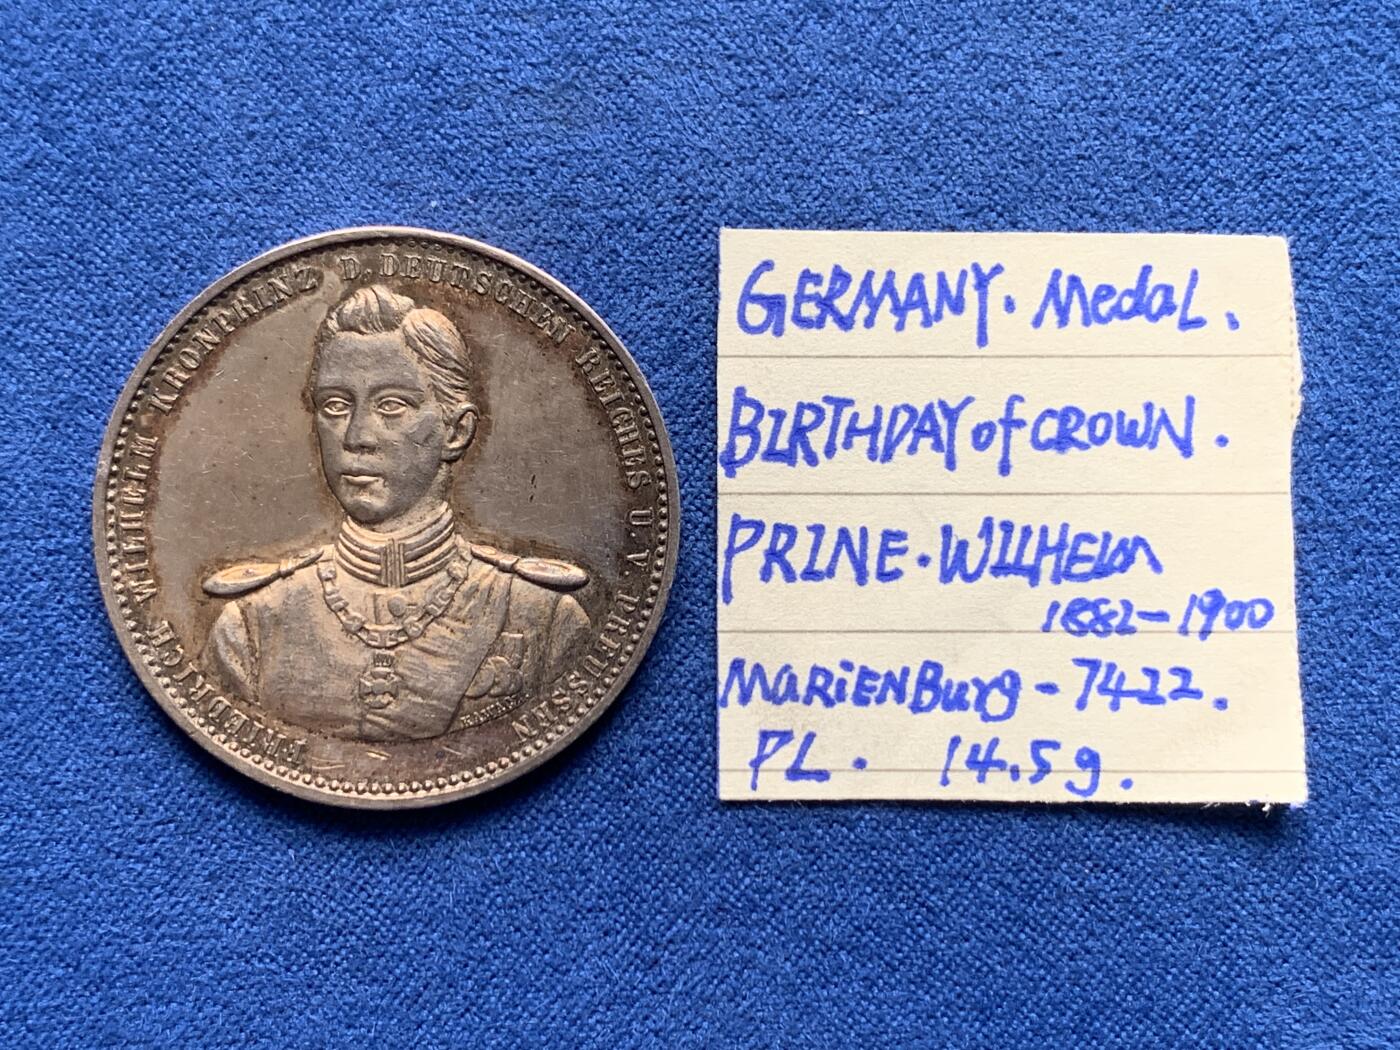 FRIEDRICH WILHELM KRONPRINZ D. DEUTSCHEN REICHES U. V. PREUSSEN
GERMANY. Medal.
BIRTHDAY of CROWN.
PRINE. WILHELM
1882-1900
MARiENBurg-7422.
PL. 14.5g.